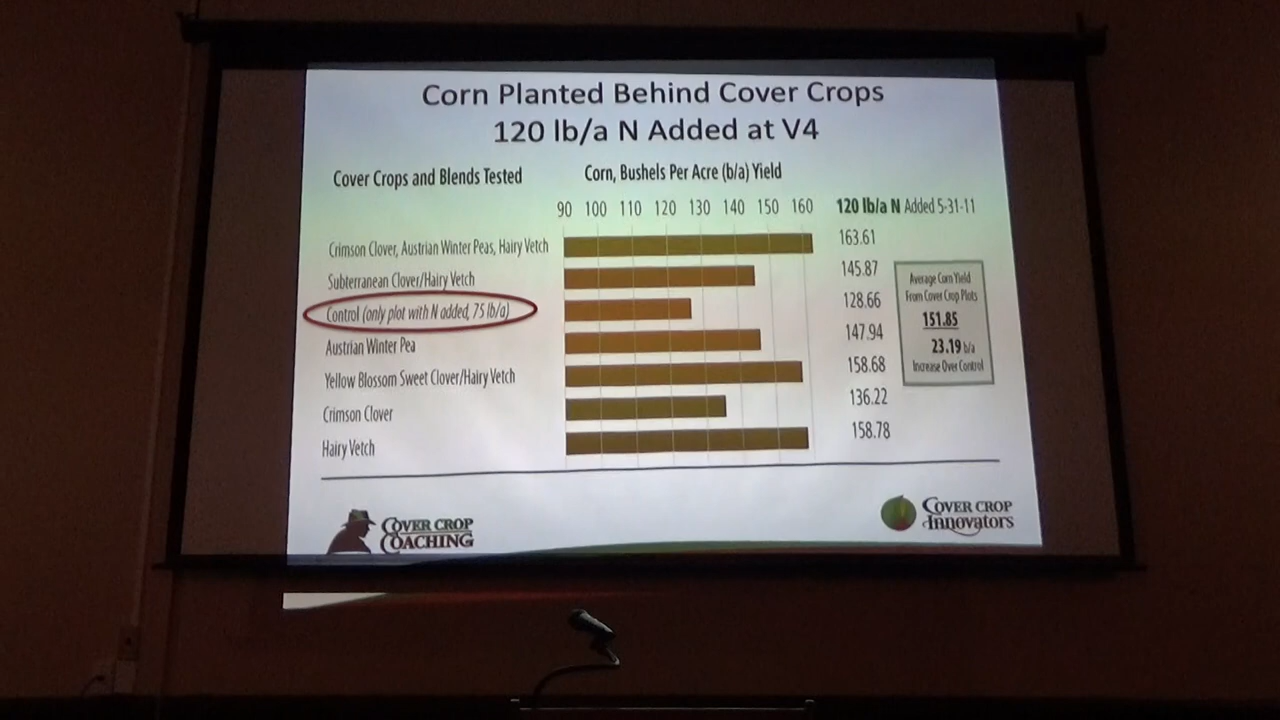 Corn Planted Behind Cover Crops
120 lb/a N Added at V4
Cover Crops and Blends Tested
Corn, Bushels Per Acre (b/a) Yield
90 100 110 120 130 140 150 160
120 lb/a N Added 5-31-11
Crimson Clover, Austrian Winter Peas, Hairy Vetch 163.61
Subterranean Clover/Hairy Vetch 145.87
Control (only plot with N added, 75 lb/a) 128.66
Austrian Winter Pea 147.94
Yellow Blossom Sweet Clover/Hairy Vetch 158.68
Crimson Clover 136.22
Hairy Vetch 158.78
Average Corn Yield
From Cover Crop Plots
151.85
23.19 b/a
Increase Over Control
COVER CROP
COACHING
COVER CROP
Innovators